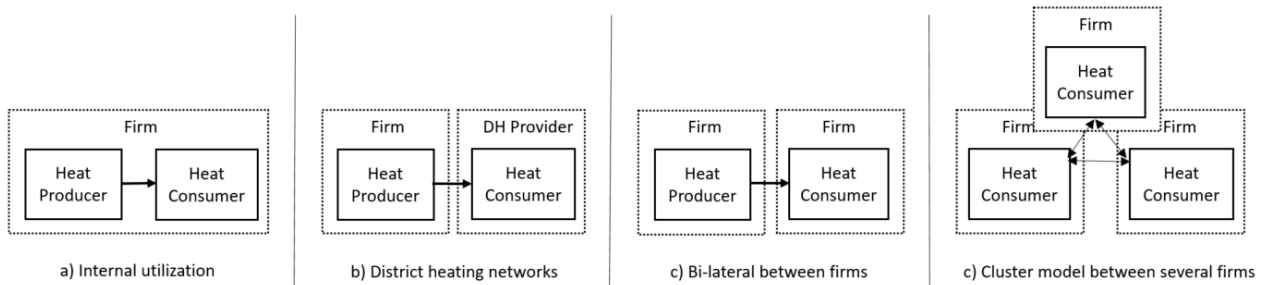 Firm
Heat
Producer
Heat
Consumer
a) Internal utilization
Firm
Heat
Producer
DH Provider
Heat
Consumer
b) District heating networks
Firm
Heat
Producer
Firm
Heat
Consumer
c) Bi-lateral between firms
Firm
Heat
Consumer
Firm
Heat
Consumer
Firm
Heat
Consumer
c) Cluster model between several firms